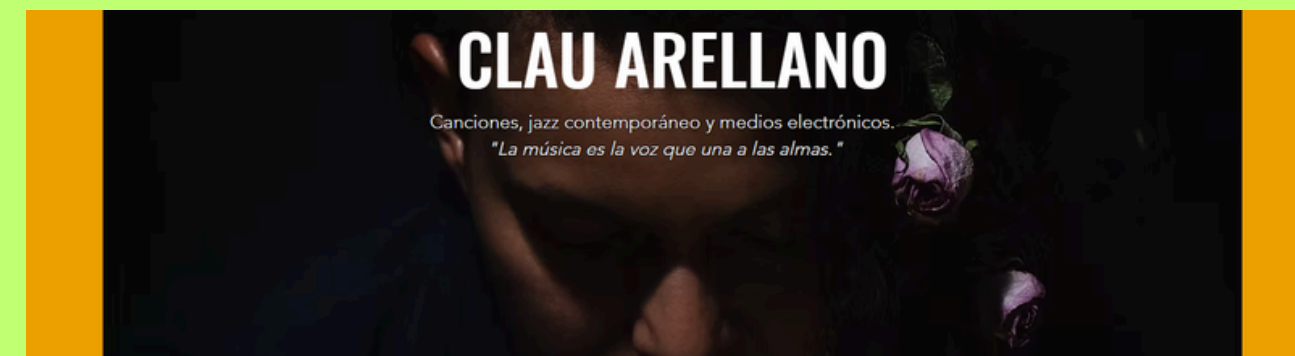 CLAU ARELLANO
Canciones, jazz contemporáneo y medios electrónicos.
"La música es la voz que una a las almas."